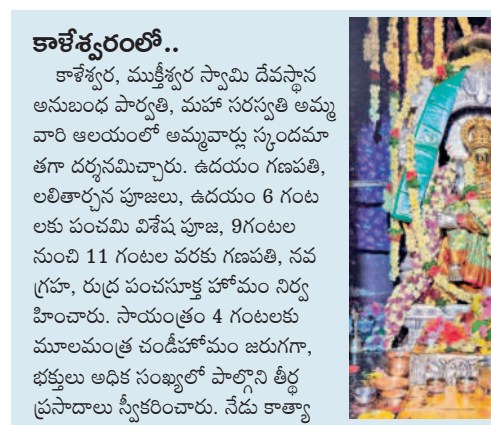 కాళేశ్వరంలో..
కాళేశ్వర, ముక్తీశ్వర స్వామి దేవస్థాన
అనుబంధ పార్వతి, మహా సరస్వతి అమ్మ
వారి ఆలయంలో అమ్మవార్లు స్కందమా
తగా దర్శనమిచ్చారు. ఉదయం గణపతి,
లలితార్చన పూజలు, ఉదయం 6 గంట
లకు పంచమి విశేష పూజ, 9గంటల
నుంచి 11 గంటల వరకు గణపతి, నవ
గ్రహ, రుద్ర పంచసూక్త హోమం నిర్వ
హించారు. సాయంత్రం 4 గంటలకు
మూలమంత్ర చండీహోమం జరుగగా,
భక్తులు అధిక సంఖ్యలో పాల్గొని తీర్థ
ప్రసాదాలు స్వీకరించారు. నేడు కాత్యా